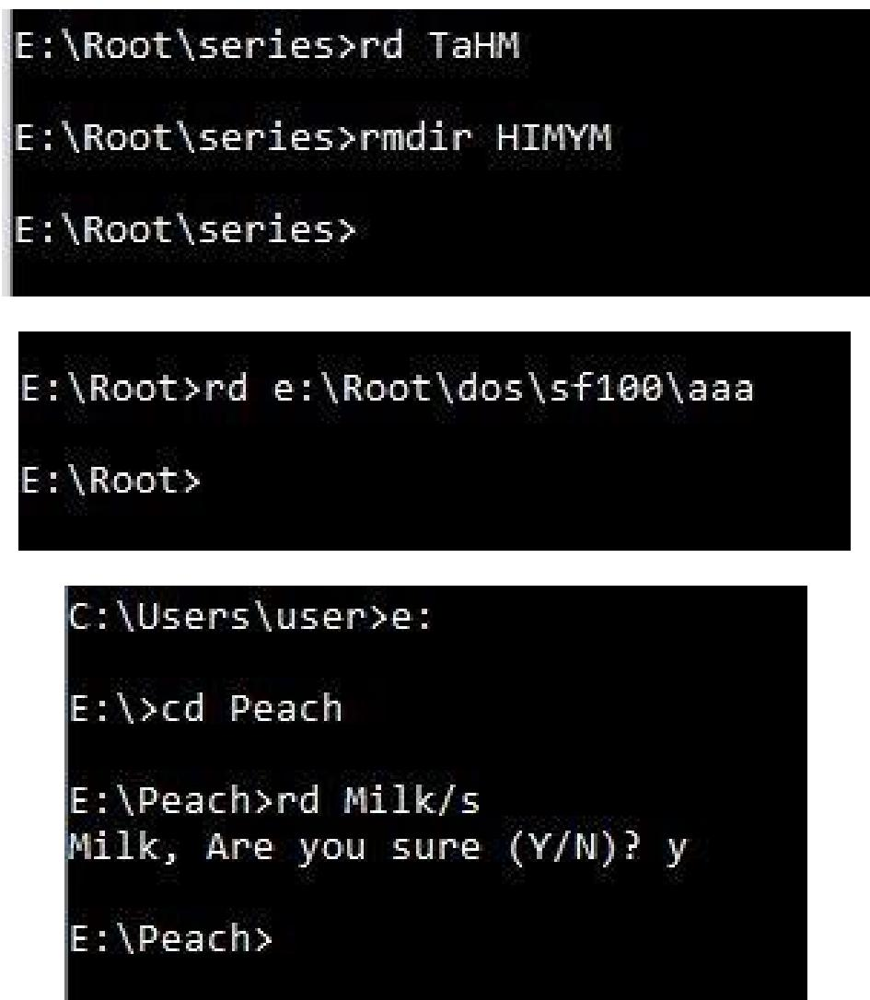 E:\Root\series>rd TaHM
E:\Root\series>rmdir HIMYM
E:\Root\series>
E:\Root>rd e:\Root\dos\sf100\aaa
E:\Root>
C:\Users\user>e:
E:\>cd Peach
E:\Peach>rd Milk/s
Milk, Are you sure (Y/N)? y
E:\Peach>